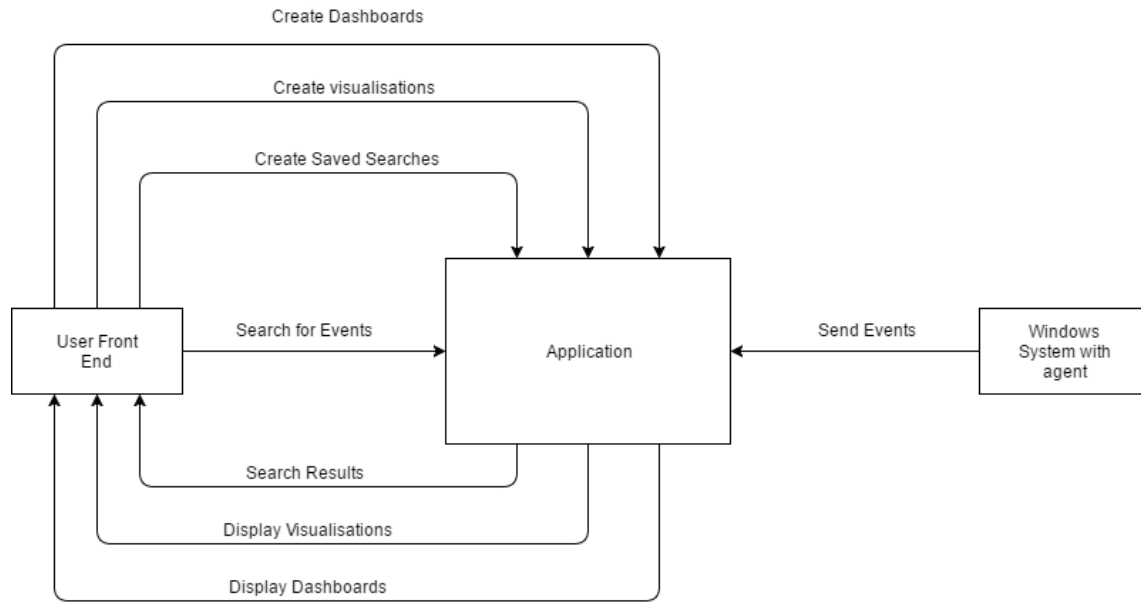 Create Dashboards
Create visualisations
Create Saved Searches
User Front
End
Search for Events
Application
Send Events
Windows
System with
agent
Search Results
Display Visualisations
Display Dashboards